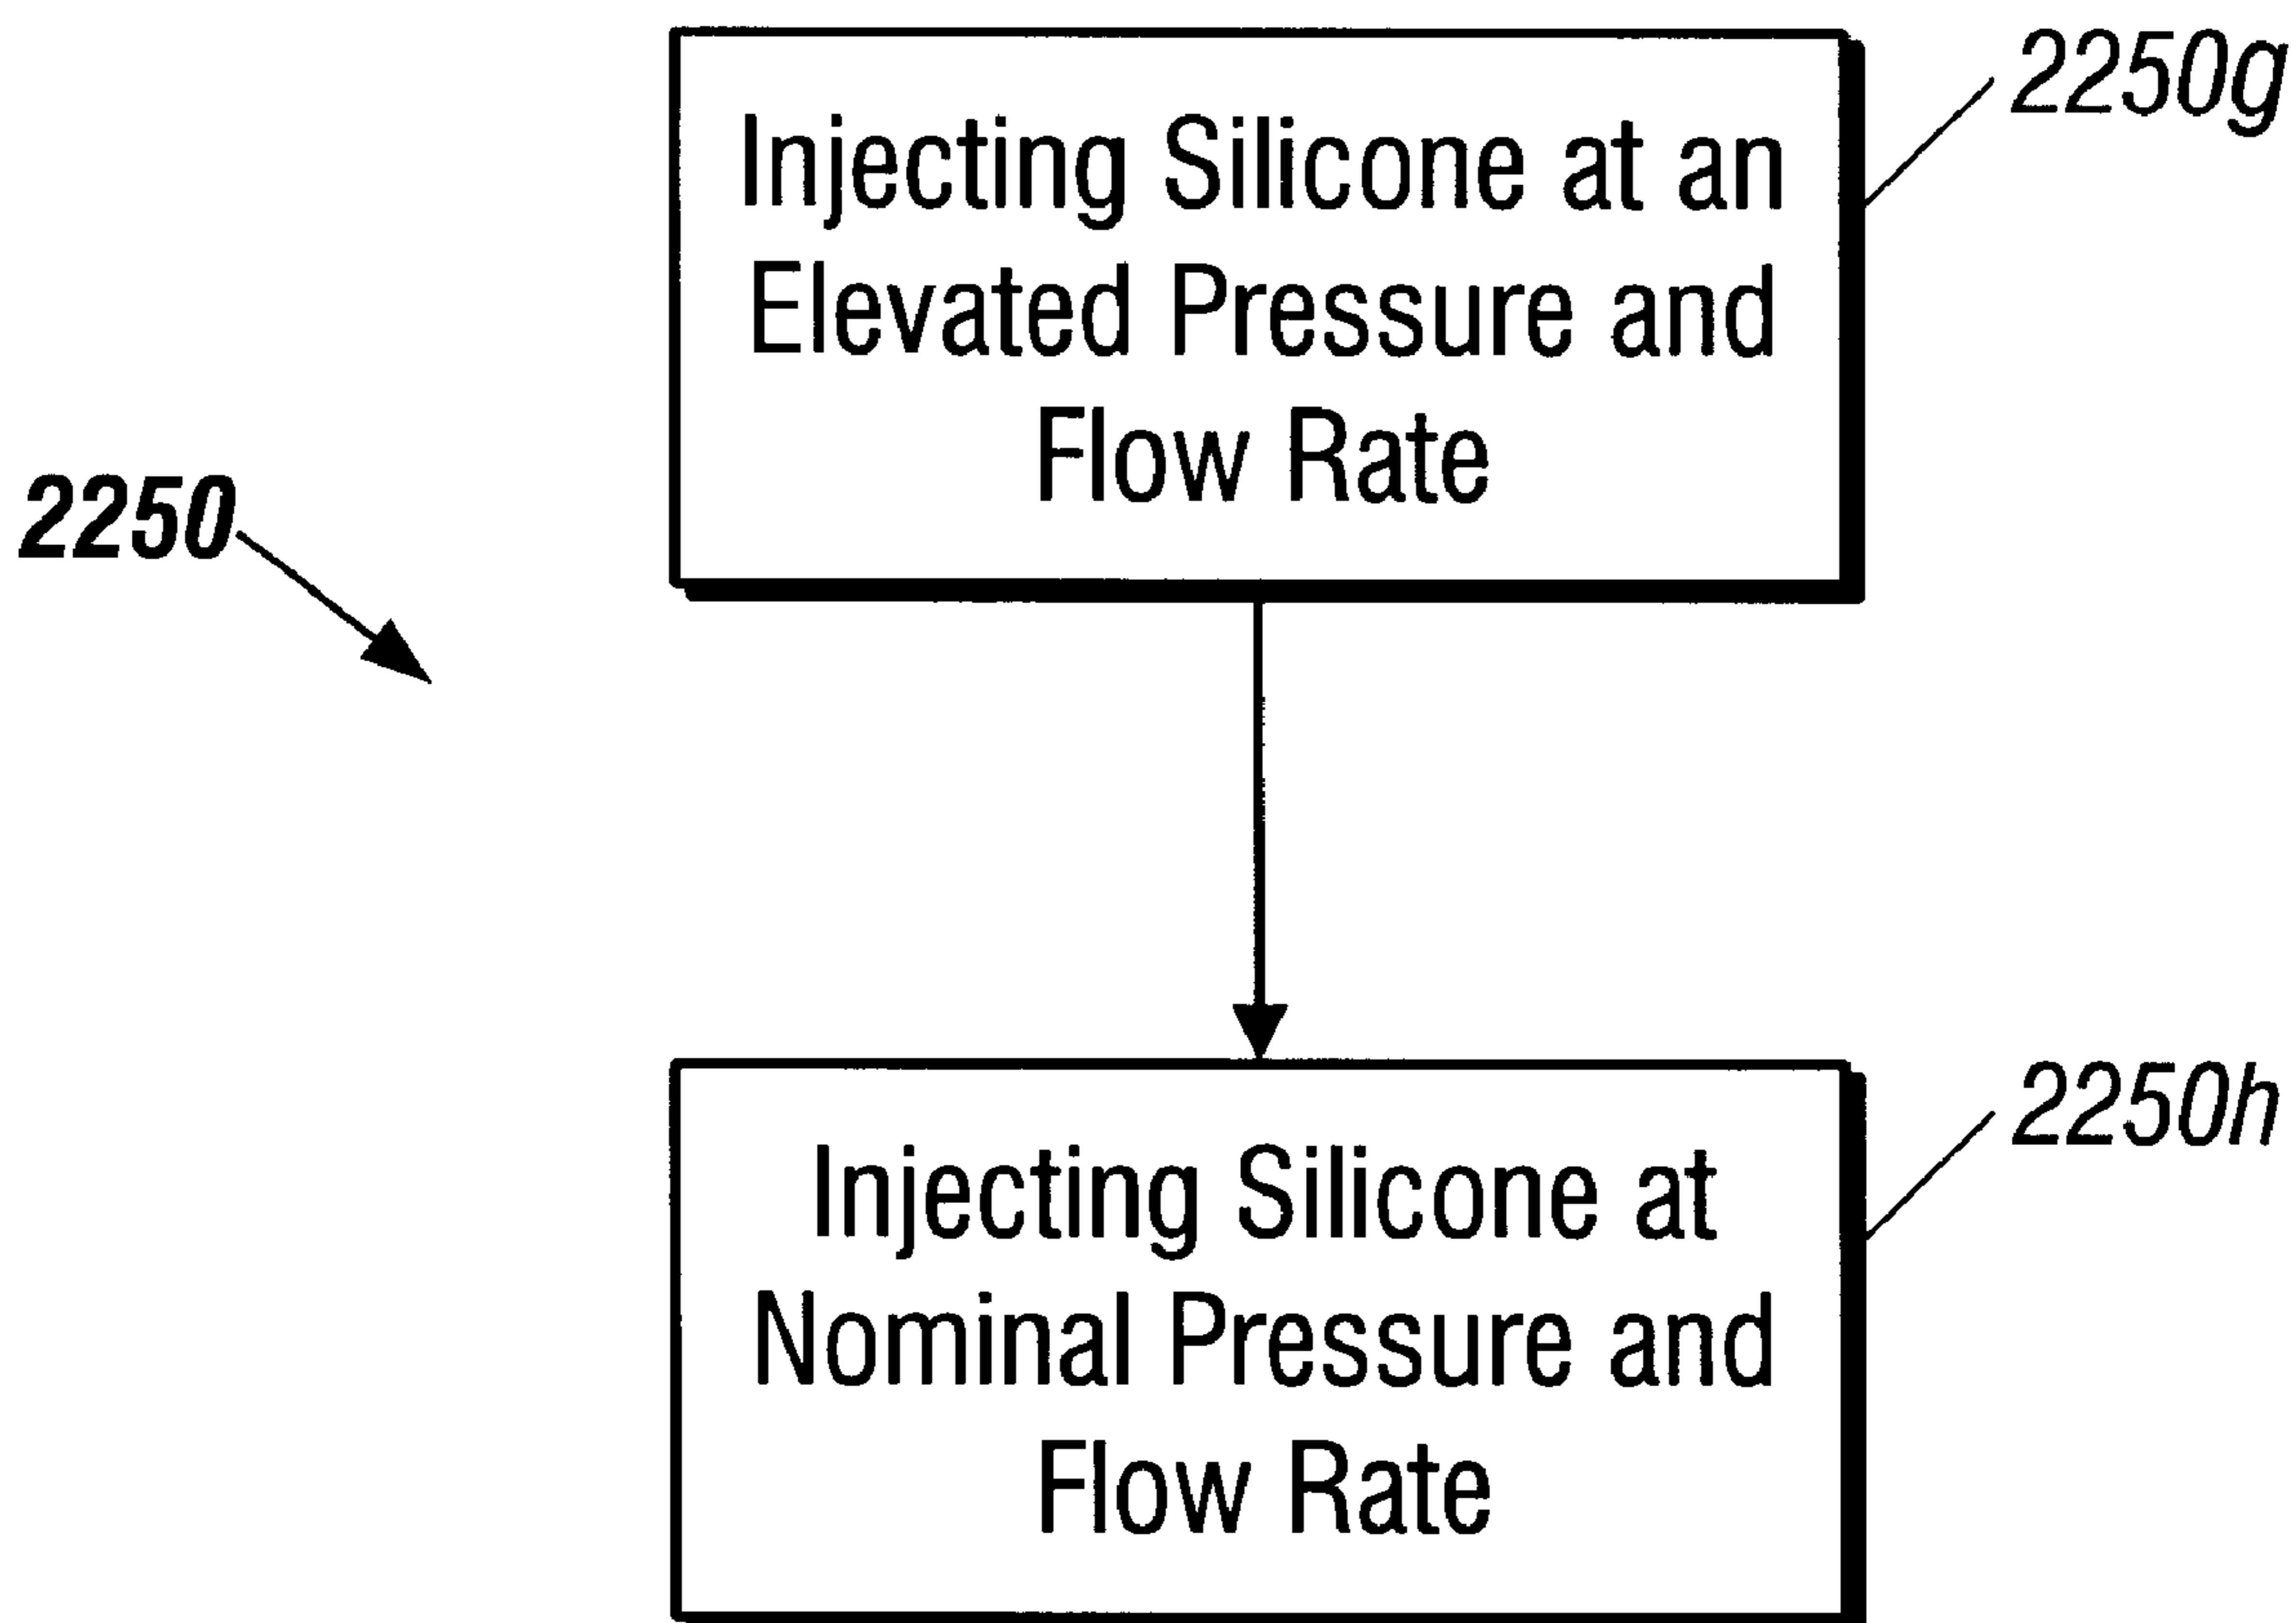 Injecting Silicone at an
Elevated Pressure and
Flow Rate
2250g
2250
Injecting Silicone at
Nominal Pressure and
Flow Rate
2250h